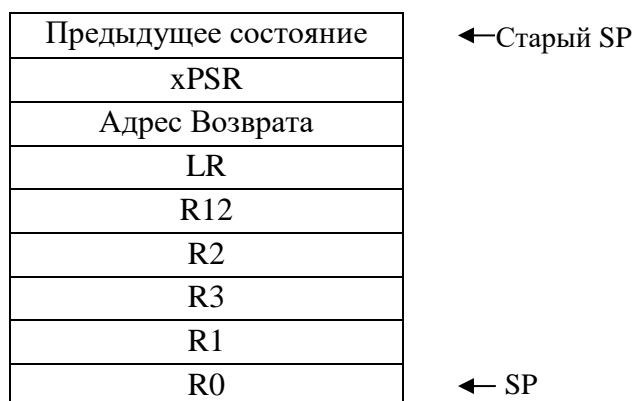 Предыдущее состояние
Старый SP
xPSR
Адрес Возврата
LR
R12
R2
R3
R1
R0
SP